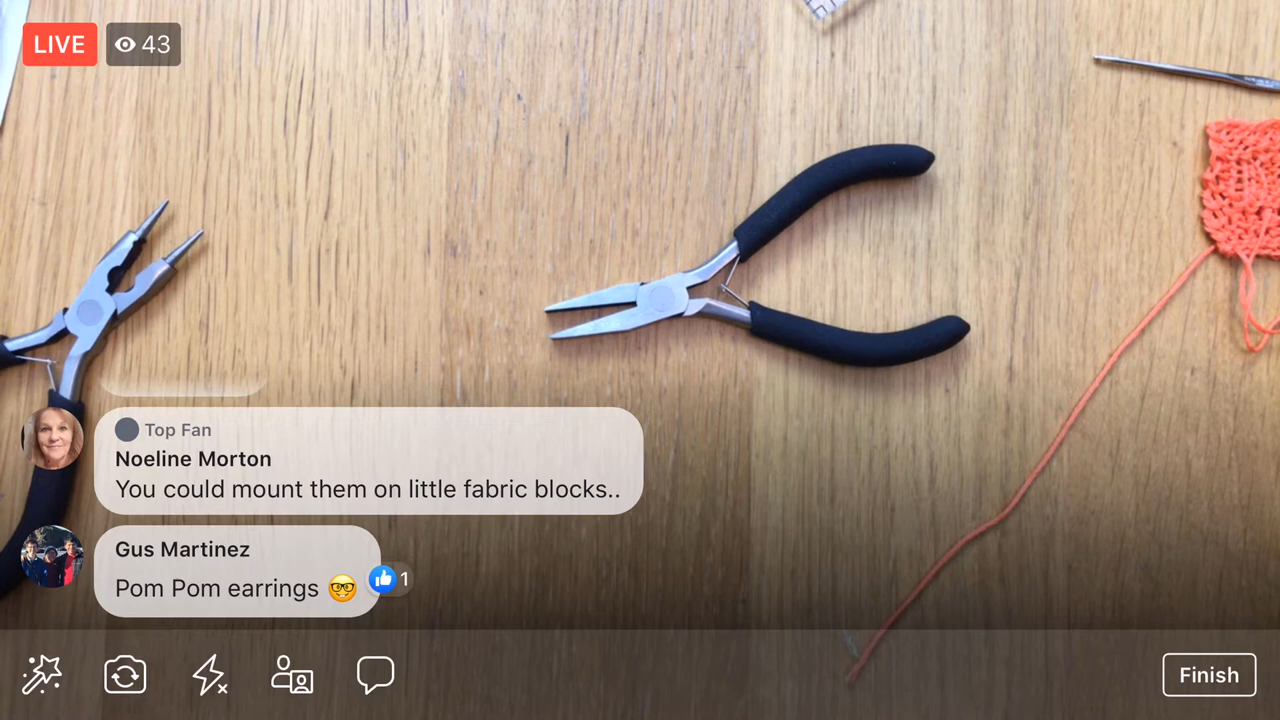 LIVE 43
Top Fan
Noeline Morton
You could mount them on little fabric blocks..
Gus Martinez
Pom Pom earrings 🤓
1
Finish